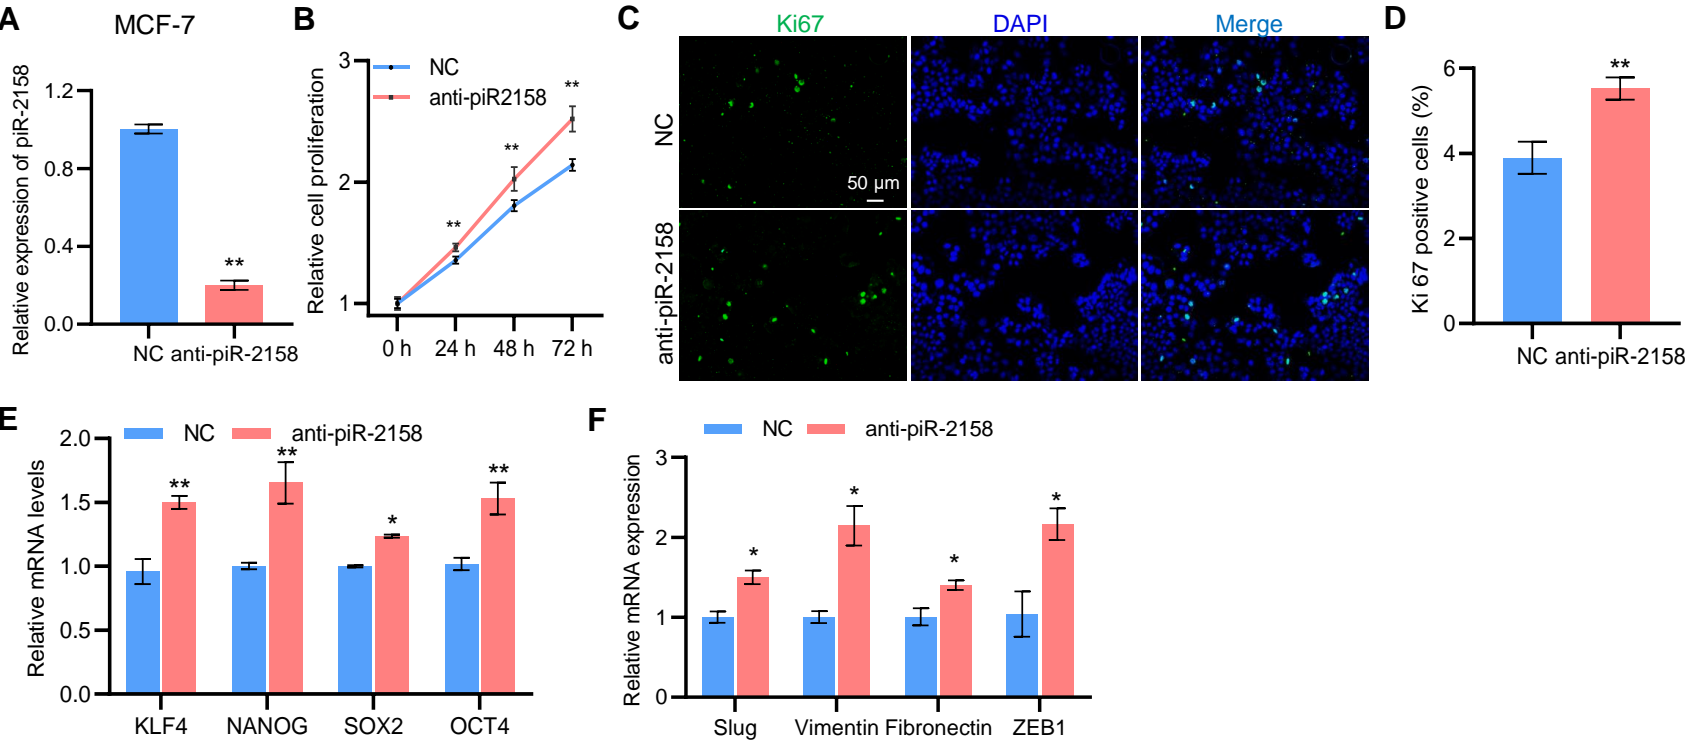 A
MCF-7
Relative expression of piR-2158
1.2
0.8
0.4
0.0
**
NC anti-piR-2158
B
Relative cell proliferation
3
2
1
NC
anti-piR2158
**
**
**
0 h 24 h 48 h 72 h
C
Ki67 DAPI Merge
NC
50 μm
anti-piR-2158
D
Ki 67 positive cells (%)
6
4
2
0
**
NC anti-piR-2158
E
Relative mRNA levels
2.0
1.5
1.0
0.5
0.0
NC anti-piR-2158
**
**
*
**
KLF4 NANOG SOX2 OCT4
F
Relative mRNA expression
3
2
1
0
NC anti-piR-2158
*
*
*
*
Slug Vimentin Fibronectin ZEB1